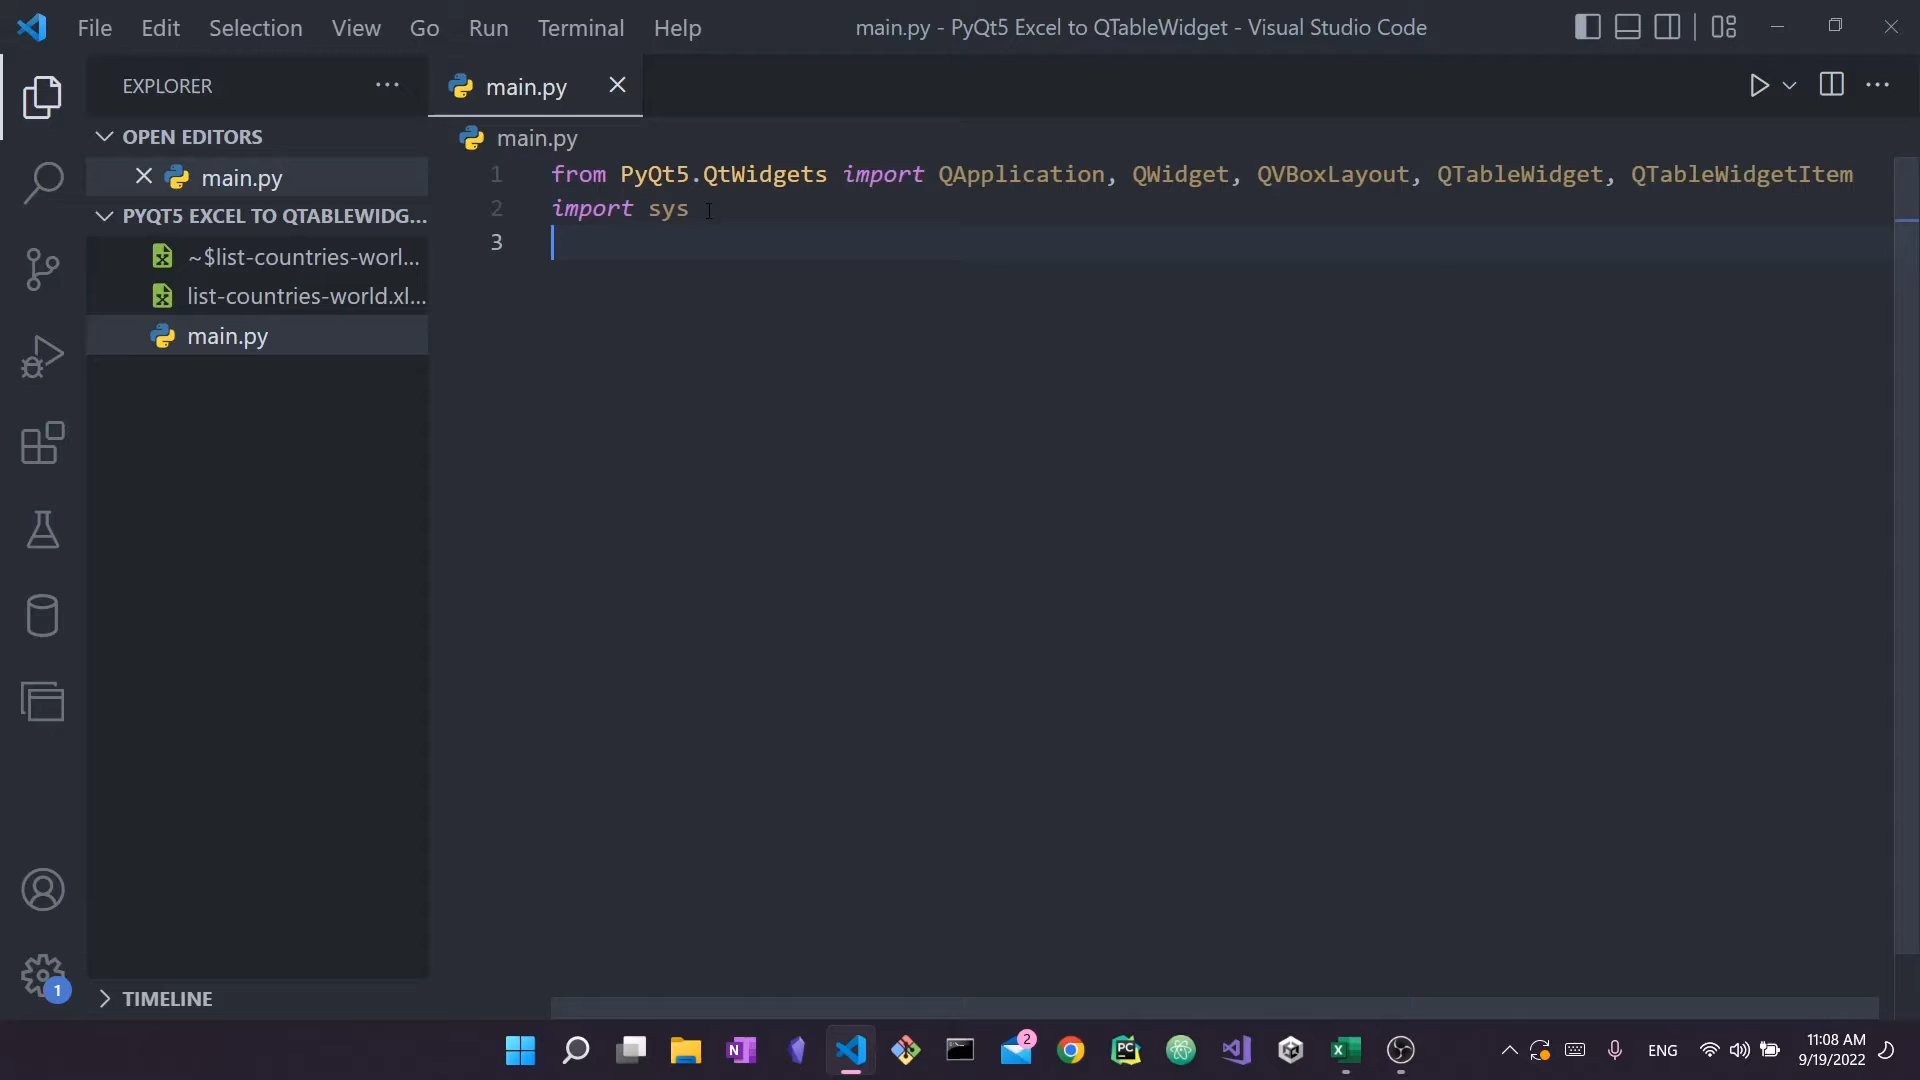 File Edit Selection View Go Run Terminal Help
main.py - PyQt5 Excel to QTableWidget - Visual Studio Code
EXPLORER
OPEN EDITORS
main.py
PYQT5 EXCEL TO QTABLEWIDG...
~$list-countries-worl...
list-countries-world.xl...
main.py
TIMELINE
main.py
main.py
1 from PyQt5.QtWidgets import QApplication, QWidget, QVBoxLayout, QTableWidget, QTableWidgetItem
2 import sys
3
1
N
PC
X
2
ENG
11:08 AM
9/19/2022